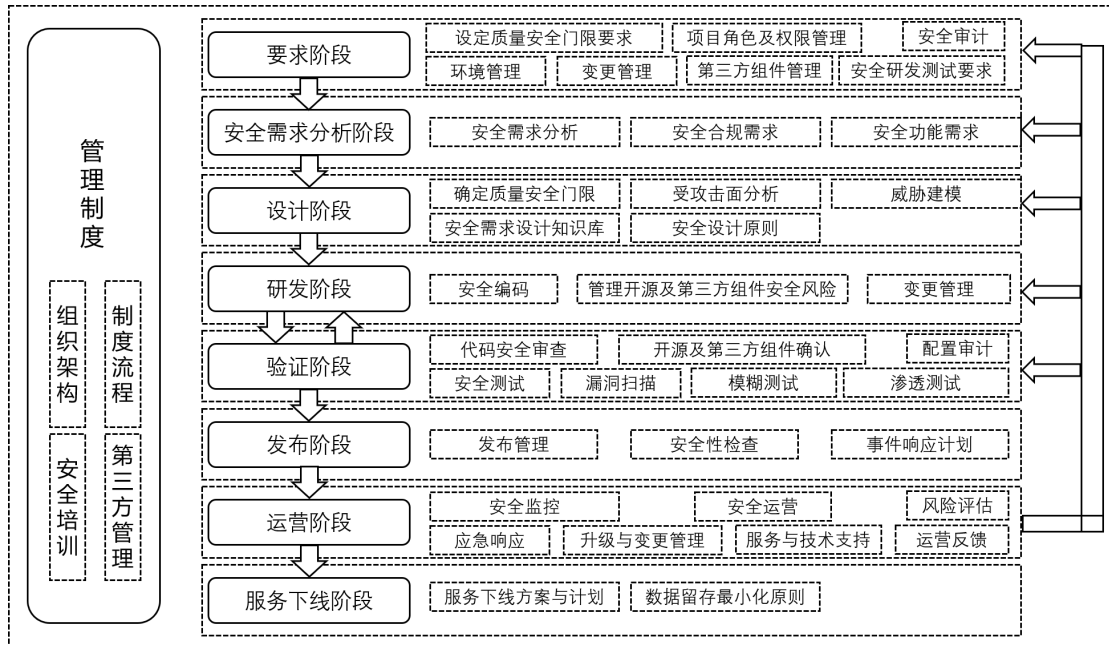 管理制度
组织架构
制度流程
安全培训
第三方管理
要求阶段
设定质量安全门限要求
项目角色及权限管理
安全审计
环境管理
变更管理
第三方组件管理
安全研发测试要求
安全需求分析阶段
安全需求分析
安全合规需求
安全功能需求
设计阶段
确定质量安全门限
受攻击面分析
威胁建模
安全需求设计知识库
安全设计原则
研发阶段
安全编码
管理开源及第三方组件安全风险
变更管理
验证阶段
代码安全审查
开源及第三方组件确认
配置审计
安全测试
漏洞扫描
模糊测试
渗透测试
发布阶段
发布管理
安全性检查
事件响应计划
运营阶段
安全监控
安全运营
风险评估
应急响应
升级与变更管理
服务与技术支持
运营反馈
服务下线阶段
服务下线方案与计划
数据留存最小化原则